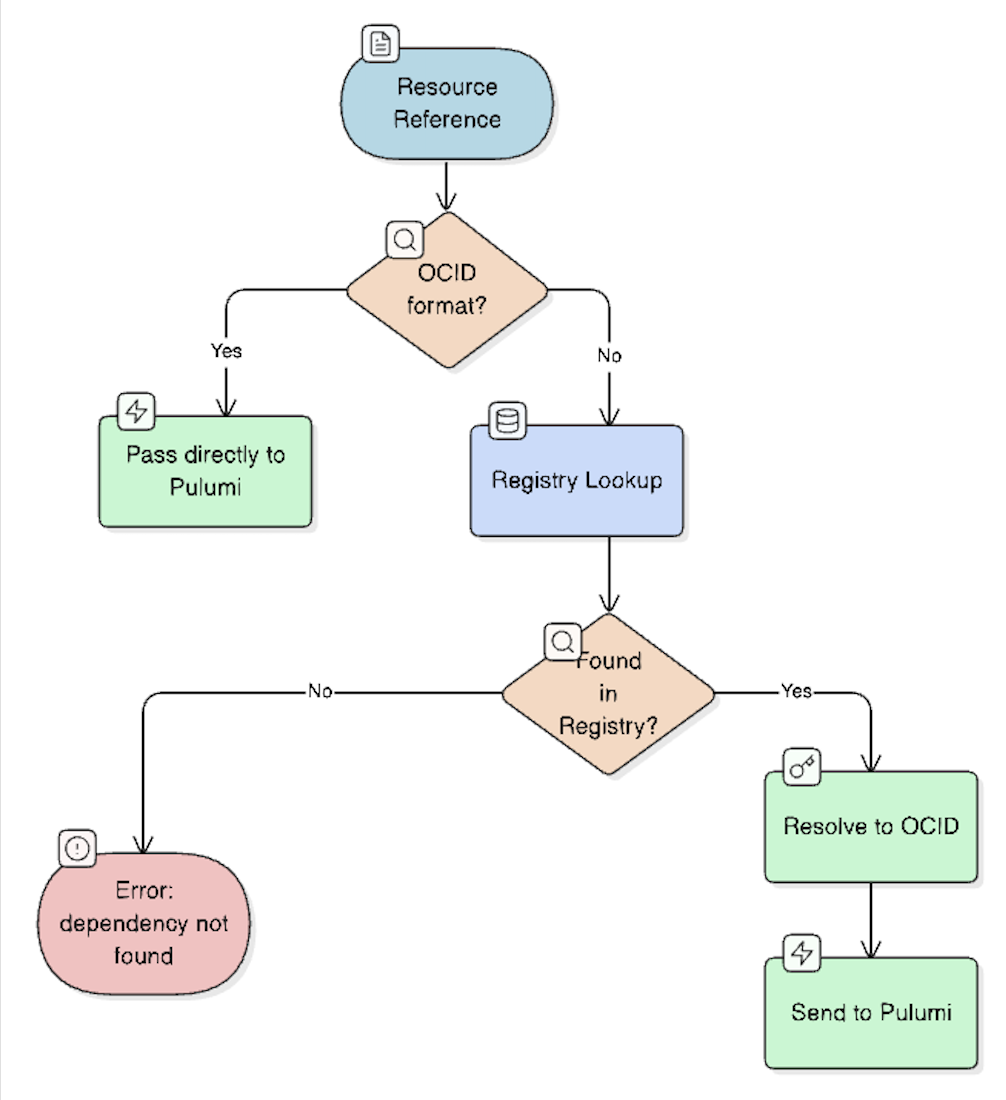 Resource
Reference
OCID
format?
Yes
No
Pass directly to
Pulumi
Registry Lookup
Found
in
Registry?
No
Yes
Resolve to OCID
Error:
dependency not
found
Send to Pulumi